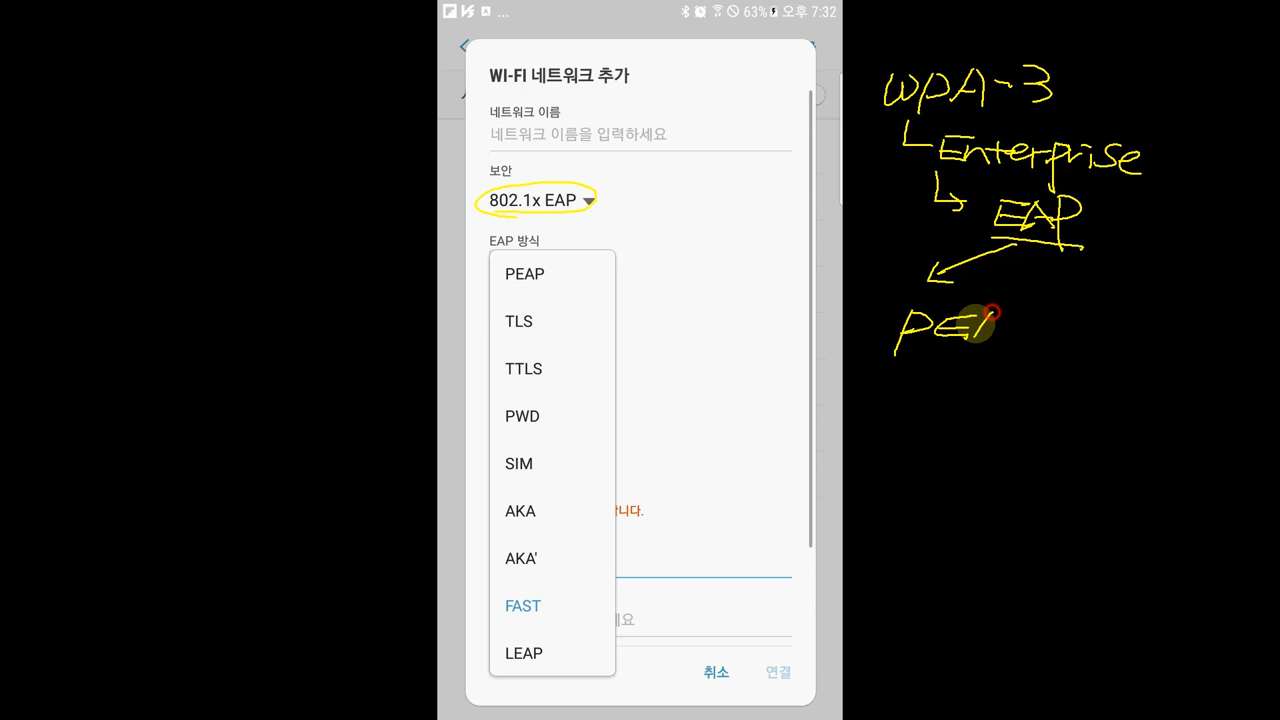 ... 63% 오후 7:32
WI-FI 네트워크 추가
네트워크 이름
네트워크 이름을 입력하세요
보안
802.1x EAP
EAP 방식
PEAP
TLS
TTLS
PWD
SIM
AKA
AKA'
FAST
LEAP
니다.
요
취소 연결
WPA-3
Enterprise
EAP
PE